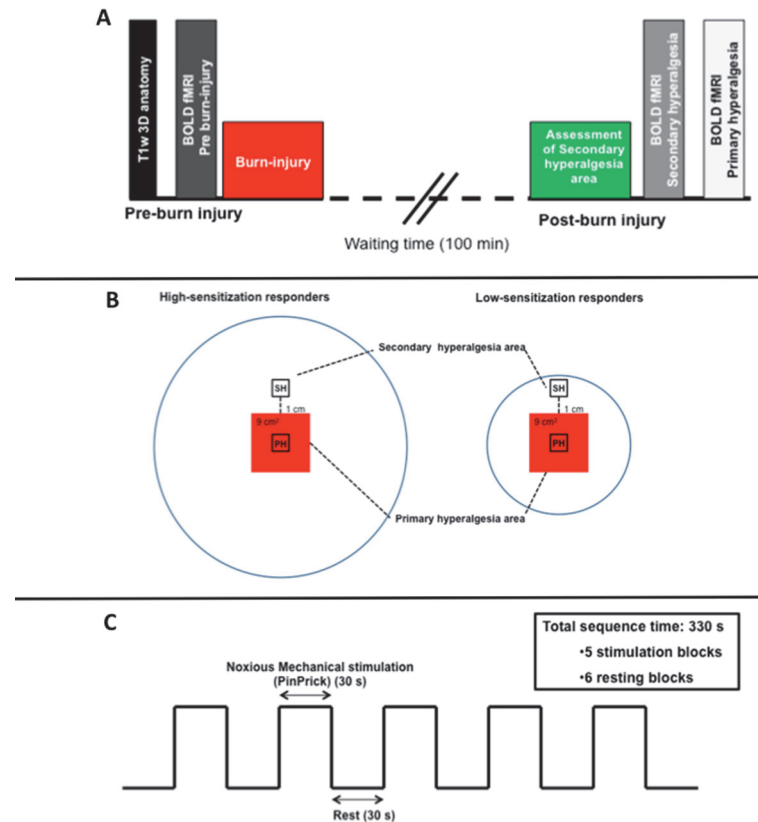 A
T1w 3D anatomy
BOLD fMRI
Pre burn-injury
Burn-injury
Assessment
of Secondary
hyperalgesia
area
BOLD fMRI
Secondary hyperalgesia
BOLD fMRI
Primary hyperalgesia
Pre-burn injury
Post-burn injury
Waiting time (100 min)
B
High-sensitization responders
Low-sensitization responders
Secondary hyperalgesia area
SH
SH
1 cm
1 cm
9 cm²
9 cm²
PH
PH
Primary hyperalgesia area
C
Total sequence time: 330 s
•5 stimulation blocks
•6 resting blocks
Noxious Mechanical stimulation
(PinPrick) (30 s)
Rest (30 s)